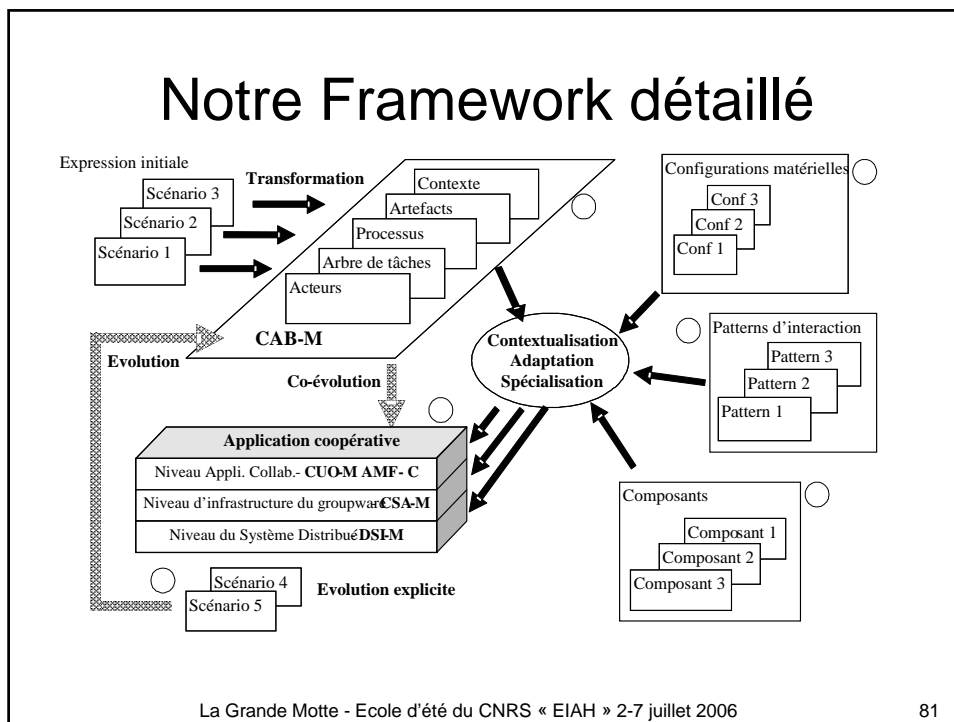 Notre Framework détaillé
Expression initiale
Scénario 3
Scénario 2
Scénario 1
Transformation
Contexte
Artefacts
Processus
Arbre de tâches
Acteurs
CAB-M
Configurations matérielles
Conf 3
Conf 2
Conf 1
Contextualisation
Adaptation
Spécialisation
Patterns d'interaction
Pattern 3
Pattern 2
Pattern 1
Evolution
Co-évolution
Application coopérative
Niveau Appli. Collab.- CUO-M AMF- C
Niveau d'infrastructure du groupware CSA-M
Niveau du Système Distribué DSI-M
Composants
Composant 1
Composant 2
Composant 3
Scénario 4
Scénario 5
Evolution explicite
La Grande Motte - Ecole d'été du CNRS « EIAH » 2-7 juillet 2006
81